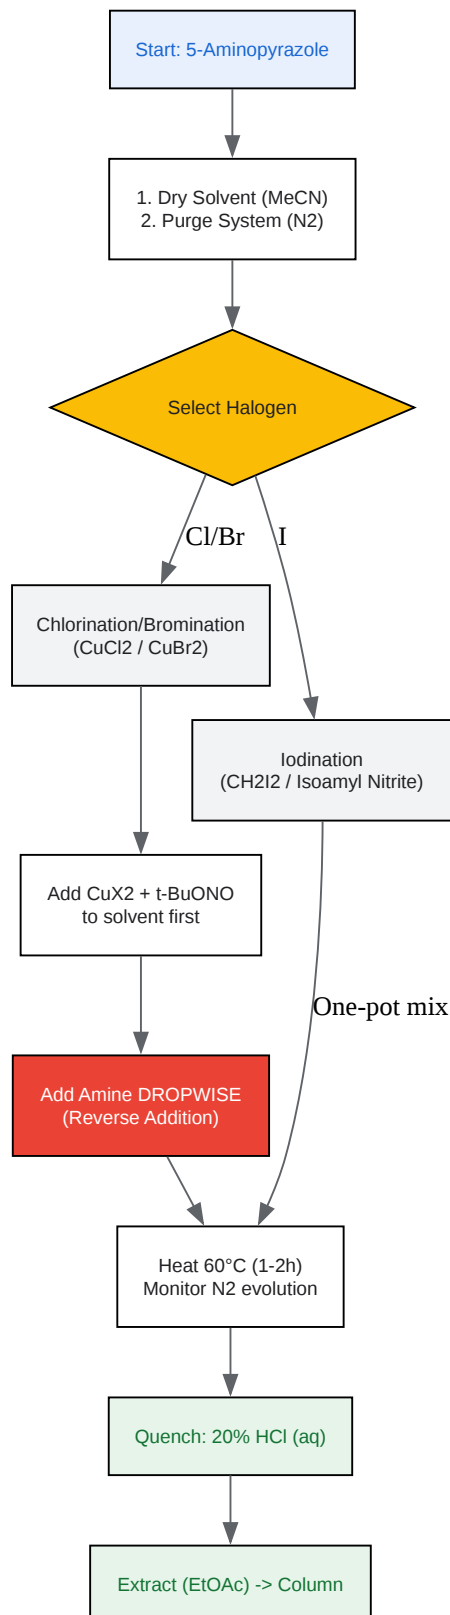 Start: 5-Aminopyrazole
1. Dry Solvent (MeCN)
2. Purge System (N2)
Select Halogen
Cl/Br
I
Chlorination/Bromination
(CuCl2 / CuBr2)
Iodination
(CH2I2 / Isoamyl Nitrite)
Add CuX2 + t-BuONO
to solvent first
One-pot mix
Add Amine DROPWISE
(Reverse Addition)
Heat 60°C (1-2h)
Monitor N2 evolution
Quench: 20% HCl (aq)
Extract (EtOAc) -> Column